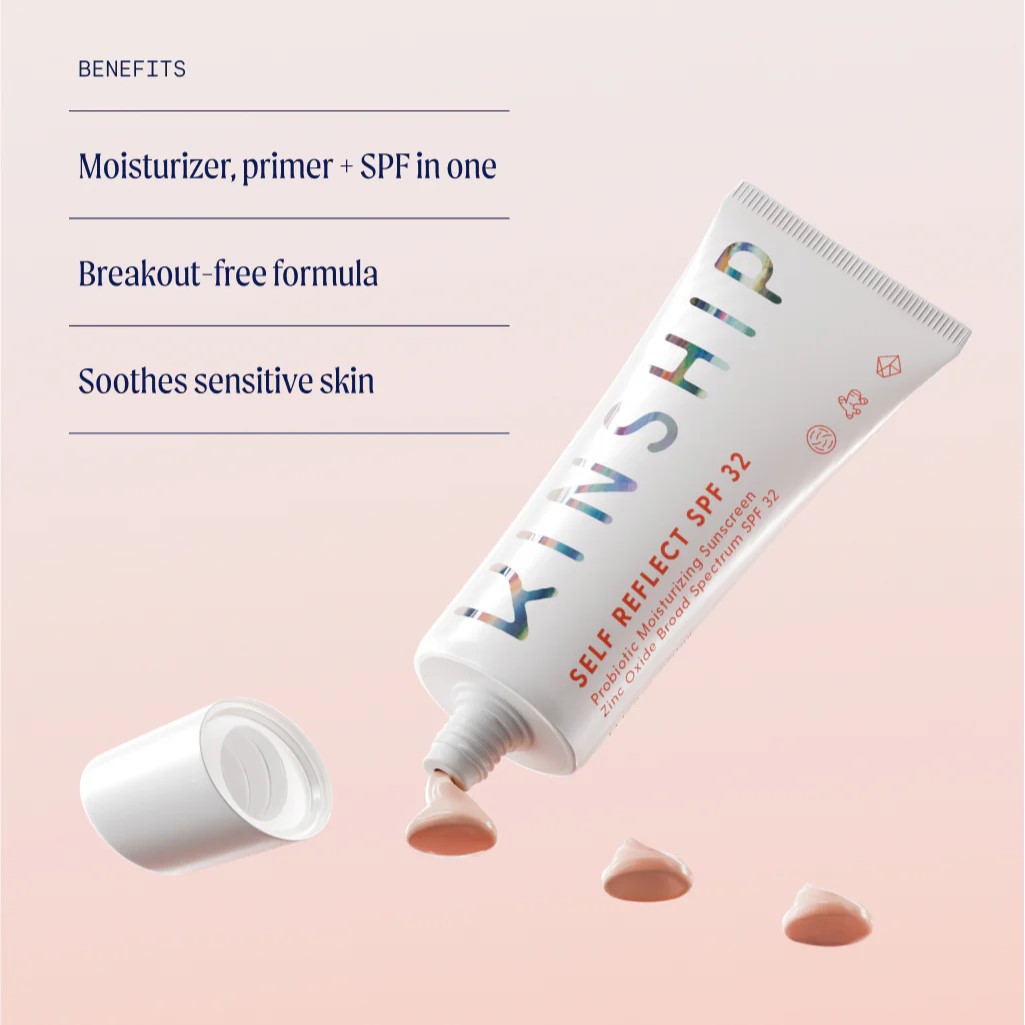 BENEFITS
Moisturizer, primer + SPF in one
Breakout-free formula
Soothes sensitive skin
KINSHIP
SELF REFLECT SPF 32
Probiotic Moisturizing Sunscreen
Zinc Oxide Broad Spectrum SPF 32